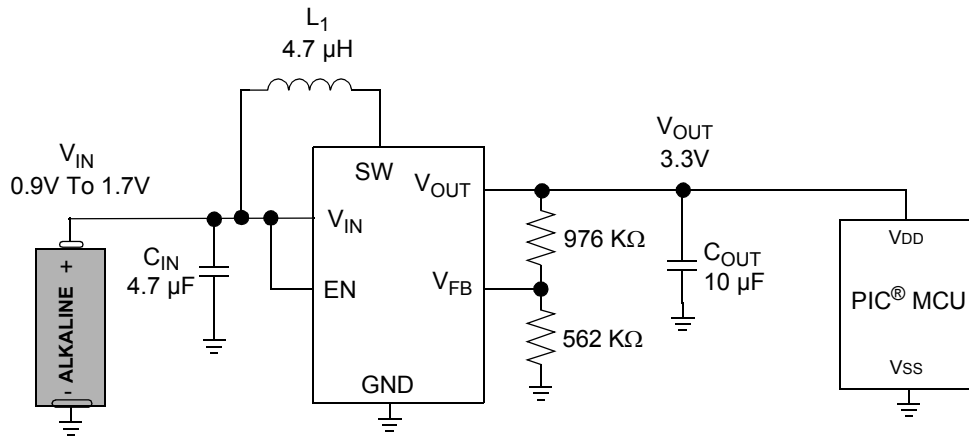 L1
4.7 µH
VIN
0.9V To 1.7V
VOUT
3.3V
SW
VOUT
VIN
976 KΩ
CIN
4.7 µF
COUT
10 µF
VDD
EN
VFB
PIC® MCU
562 KΩ
GND
VSS
+ ALKALINE -